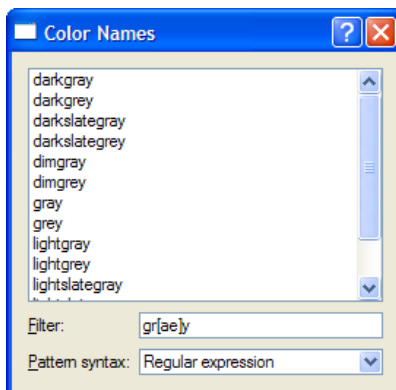 Color Names
darkgray
darkgrey
darkslategray
darkslategrey
dimgray
dimgrey
gray
grey
lightgray
lightgrey
lightslategray
Filter: gr[ae]y
Pattern syntax: Regular expression